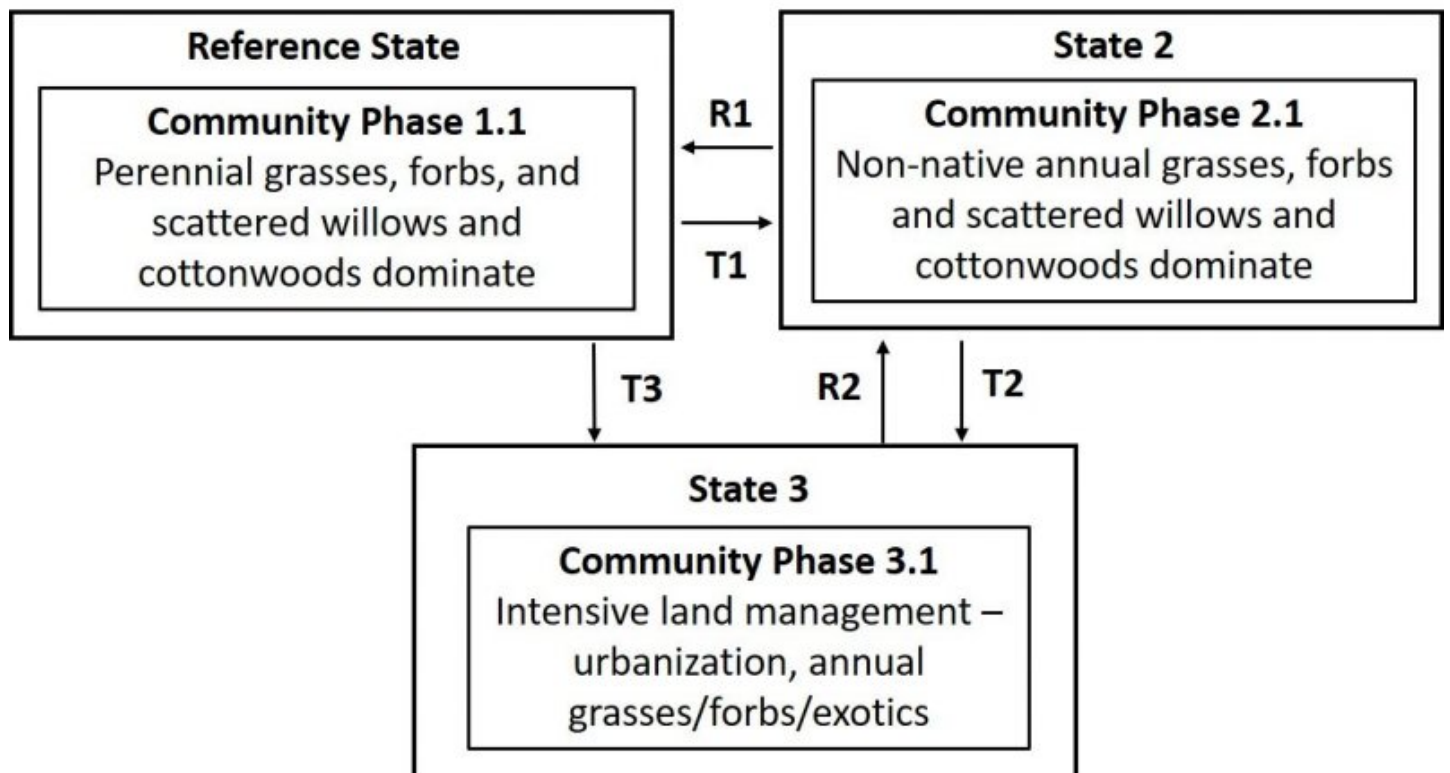 Reference State
Community Phase 1.1
Perennial grasses, forbs, and
scattered willows and
cottonwoods dominate
R1
T1
State 2
Community Phase 2.1
Non-native annual grasses, forbs
and scattered willows and
cottonwoods dominate
T3
R2
T2
State 3
Community Phase 3.1
Intensive land management –
urbanization, annual
grasses/forbs/exotics